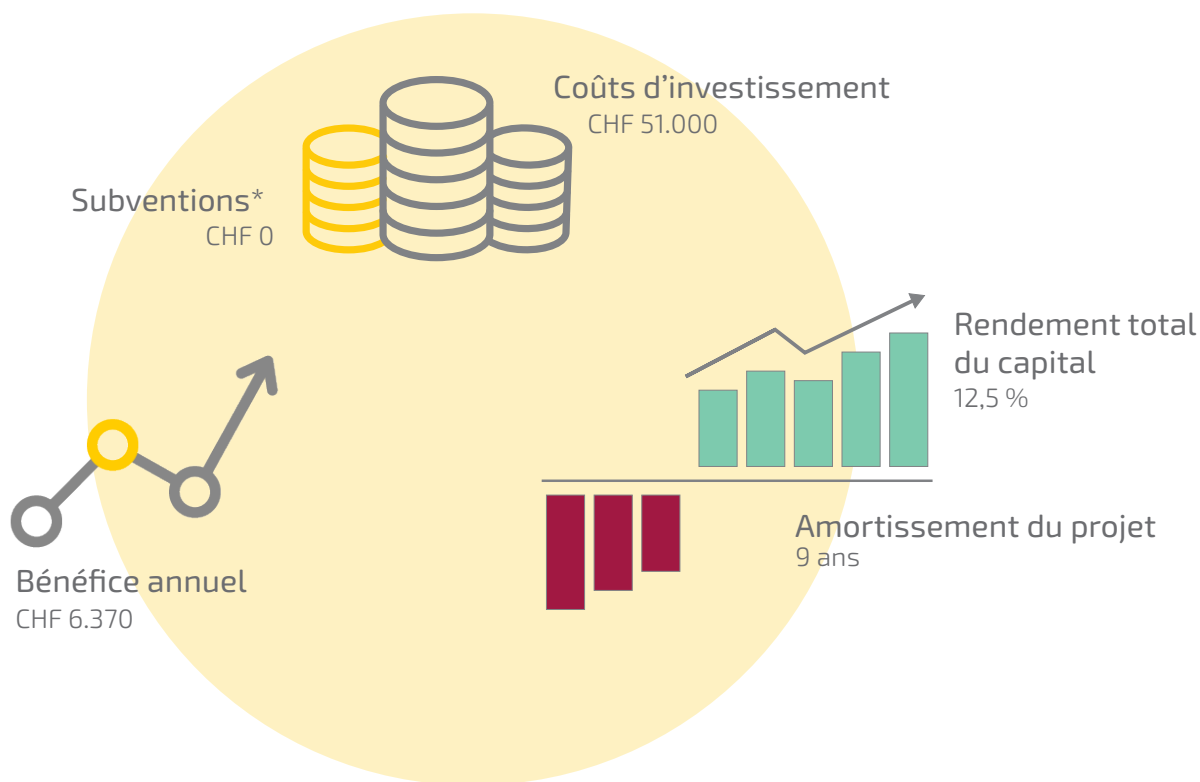 Coûts d’investissement
CHF 51.000
Subventions*
CHF 0
Rendement total
du capital
12,5 %
Amortissement du projet
9 ans
Bénéfice annuel
CHF 6.370